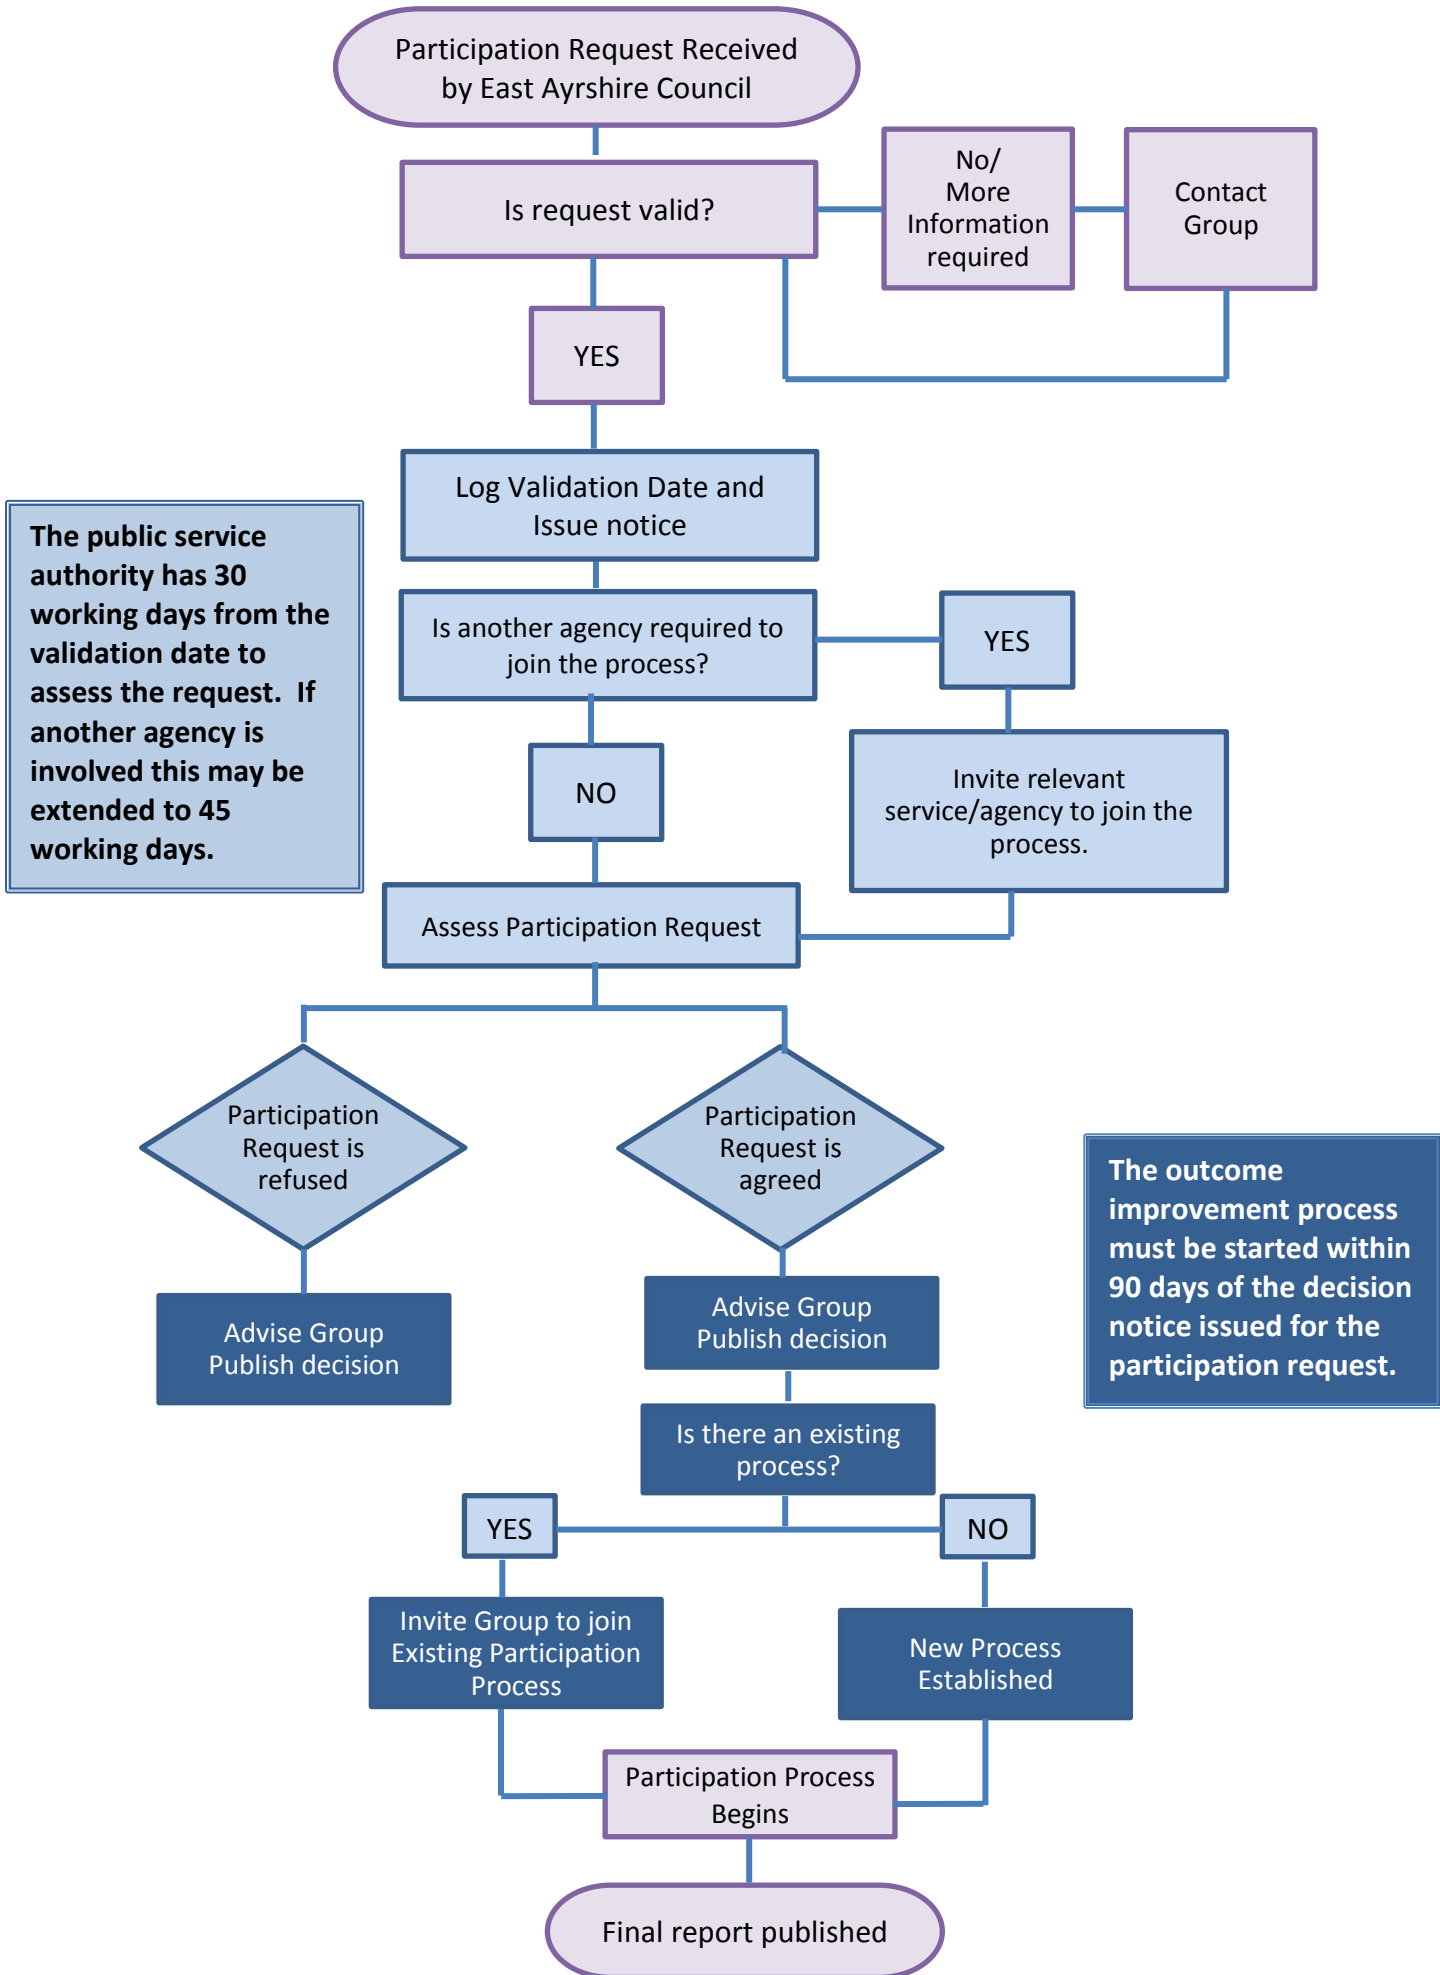 Participation Request Received
by East Ayrshire Council
Is request valid?
No/
More
Information
required
Contact
Group
YES
Log Validation Date and
Issue notice
The public service
authority has 30
working days from the
validation date to
assess the request.  If
another agency is
involved this may be
extended to 45
working days.
Is another agency required to
join the process?
YES
NO
Invite relevant
service/agency to join the
process.
Assess Participation Request
Participation
Request is
refused
Participation
Request is
agreed
The outcome
improvement process
must be started within
90 days of the decision
notice issued for the
participation request.
Advise Group
Publish decision
Advise Group
Publish decision
Is there an existing
process?
YES
NO
Invite Group to join
Existing Participation
Process
New Process
Established
Participation Process
Begins
Final report published